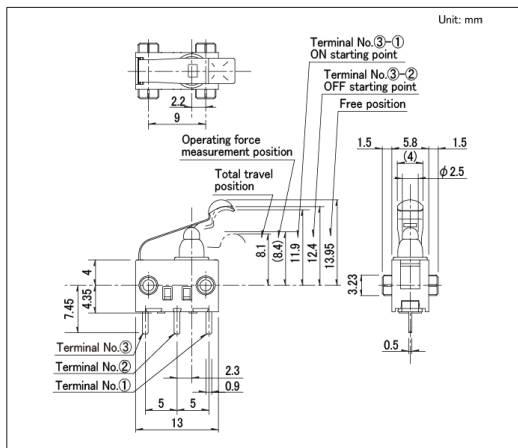 Unit: mm
Terminal No.③-①
ON starting point
Terminal No.③-②
OFF starting point
Free position
2.2
9
Operating force
measurement position
Total travel
position
1.5
5.8
1.5
(4)
φ2.5
8.1
(8.4)
11.9
12.4
13.95
4
4.35
7.45
3.23
0.5
Terminal No.③
Terminal No.②
Terminal No.①
2.3
0.9
5
5
13